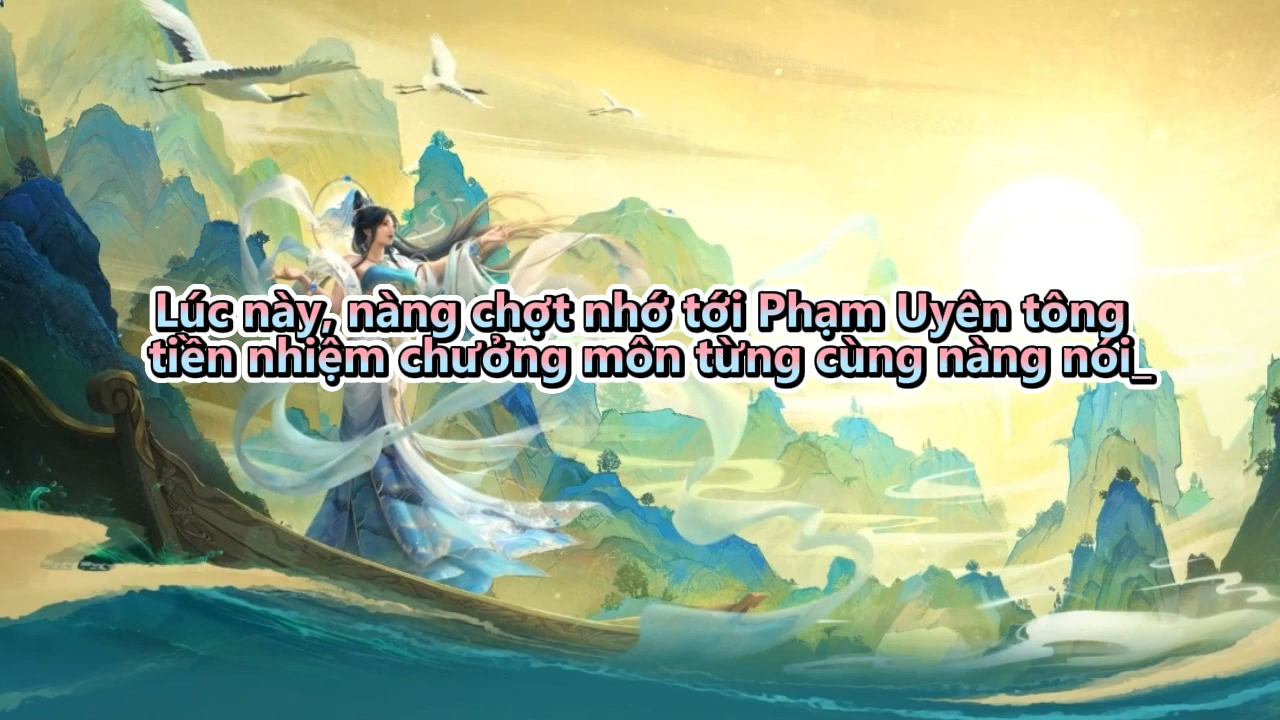 Lúc này, nàng chợt nhớ tới Phạm Uyên tông
tiền nhiệm chưởng môn từng cùng nàng nói_